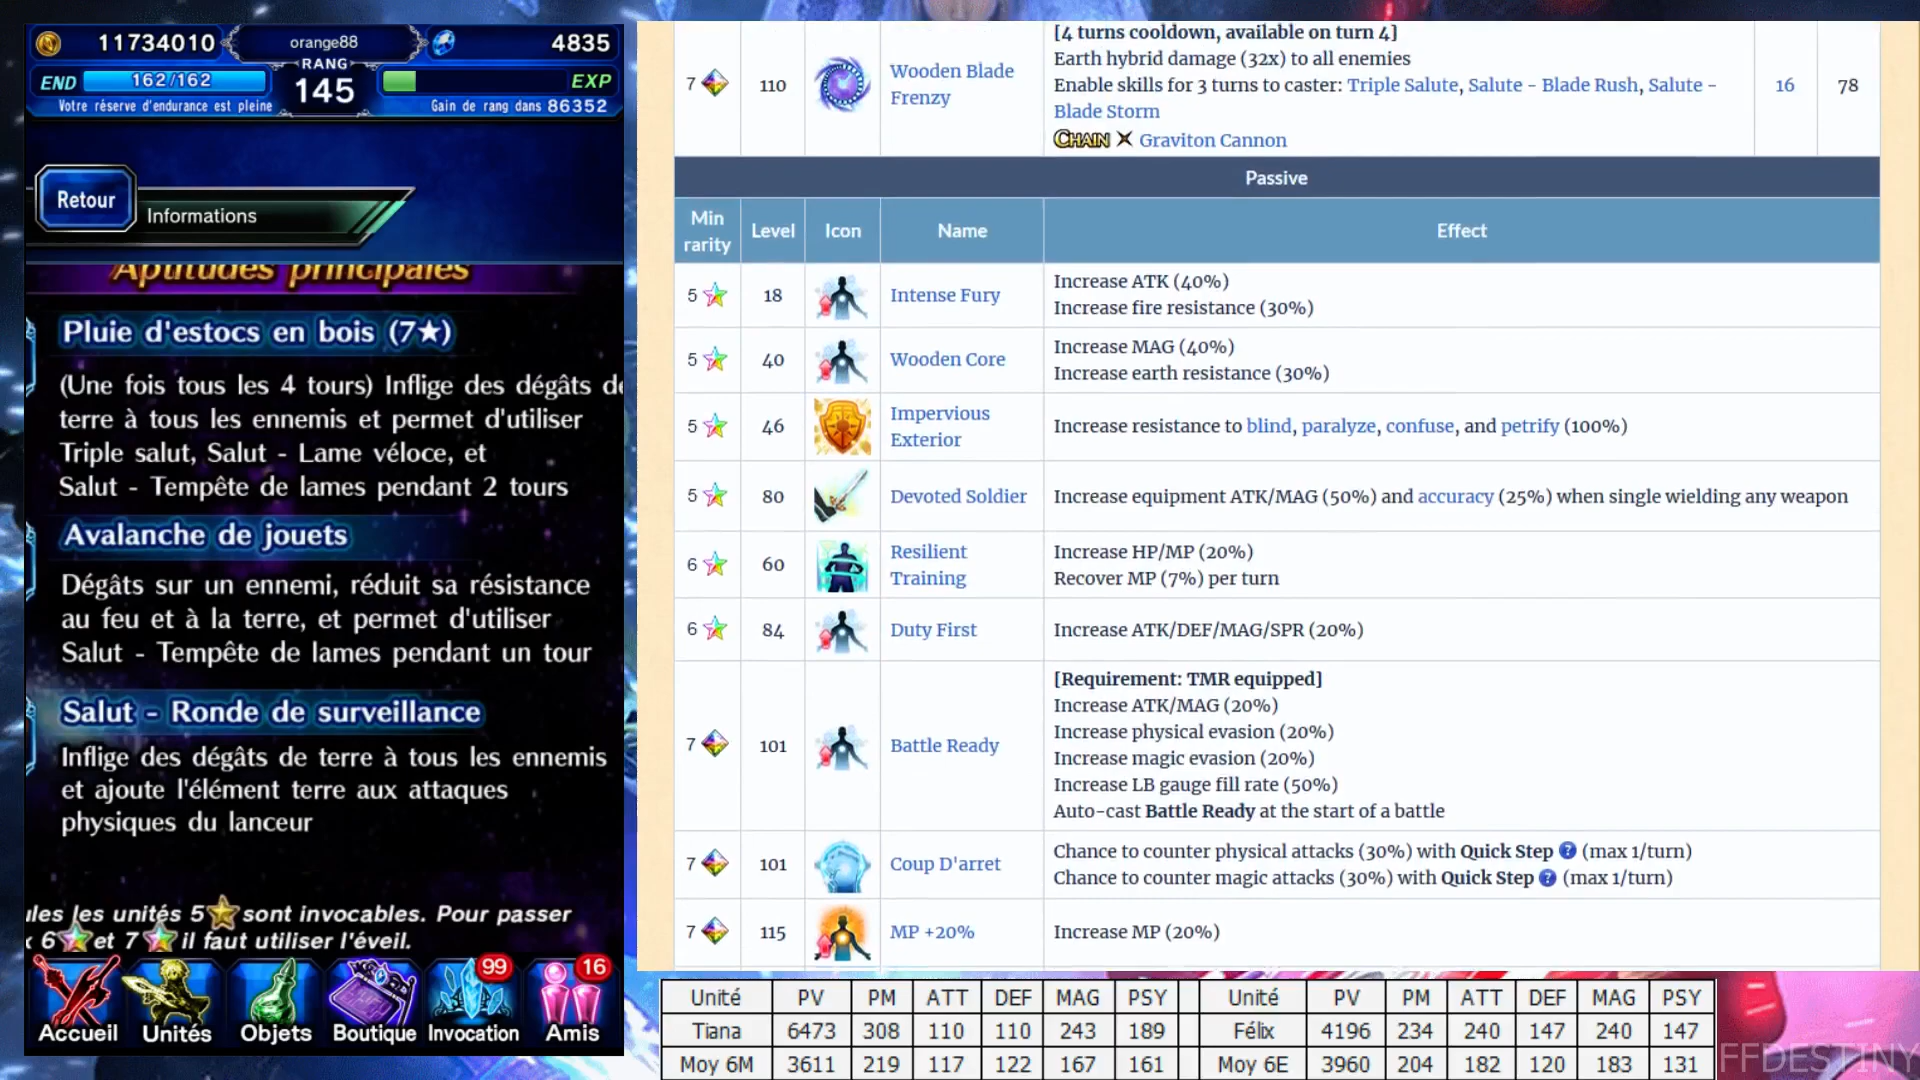 11734010
orange88
4835
RANG
145
END
162/162
EXP
Votre réserve d'endurance est pleine
Gain de rang dans 86352
Retour
Informations
Aptitudes principales
Pluie d'estocs en bois (7★)
(Une fois tous les 4 tours) Inflige des dégâts de
terre à tous les ennemis et permet d'utiliser
Triple salut, Salut - Lame véloce, et
Salut - Tempête de lames pendant 2 tours
Avalanche de jouets
Dégâts sur un ennemi, réduit sa résistance
au feu et à la terre, et permet d'utiliser
Salut - Tempête de lames pendant un tour
Salut - Ronde de surveillance
Inflige des dégâts de terre à tous les ennemis
et ajoute l'élément terre aux attaques
physiques du lanceur
les unités 5★ sont invocables. Pour passer
6★ et 7★ il faut utiliser l'éveil.
99
16
Accueil
Unités
Objets
Boutique
Invocation
Amis
7
110
Wooden Blade
Frenzy
[4 turns cooldown, available on turn 4]
Earth hybrid damage (32x) to all enemies
Enable skills for 3 turns to caster: Triple Salute, Salute - Blade Rush, Salute -
Blade Storm
CHAIN Graviton Cannon
16
78
Passive
Min
rarity
Level
Icon
Name
Effect
5
18
Intense Fury
Increase ATK (40%)
Increase fire resistance (30%)
5
40
Wooden Core
Increase MAG (40%)
Increase earth resistance (30%)
5
46
Impervious
Exterior
Increase resistance to blind, paralyze, confuse, and petrify (100%)
5
80
Devoted Soldier
Increase equipment ATK/MAG (50%) and accuracy (25%) when single wielding any weapon
6
60
Resilient
Training
Increase HP/MP (20%)
Recover MP (7%) per turn
6
84
Duty First
Increase ATK/DEF/MAG/SPR (20%)
7
101
Battle Ready
[Requirement: TMR equipped]
Increase ATK/MAG (20%)
Increase physical evasion (20%)
Increase magic evasion (20%)
Increase LB gauge fill rate (50%)
Auto-cast Battle Ready at the start of a battle
7
101
Coup D'arret
Chance to counter physical attacks (30%) with Quick Step ? (max 1/turn)
Chance to counter magic attacks (30%) with Quick Step ? (max 1/turn)
7
115
MP +20%
Increase MP (20%)
Unité PV PM ATT DEF MAG PSY Unité PV PM ATT DEF MAG PSY
Tiana 6473 308 110 110 243 189 Félix 4196 234 240 147 240 147
Moy 6M 3611 219 117 122 167 161 Moy 6E 3960 204 182 120 183 131
FFDESTINY